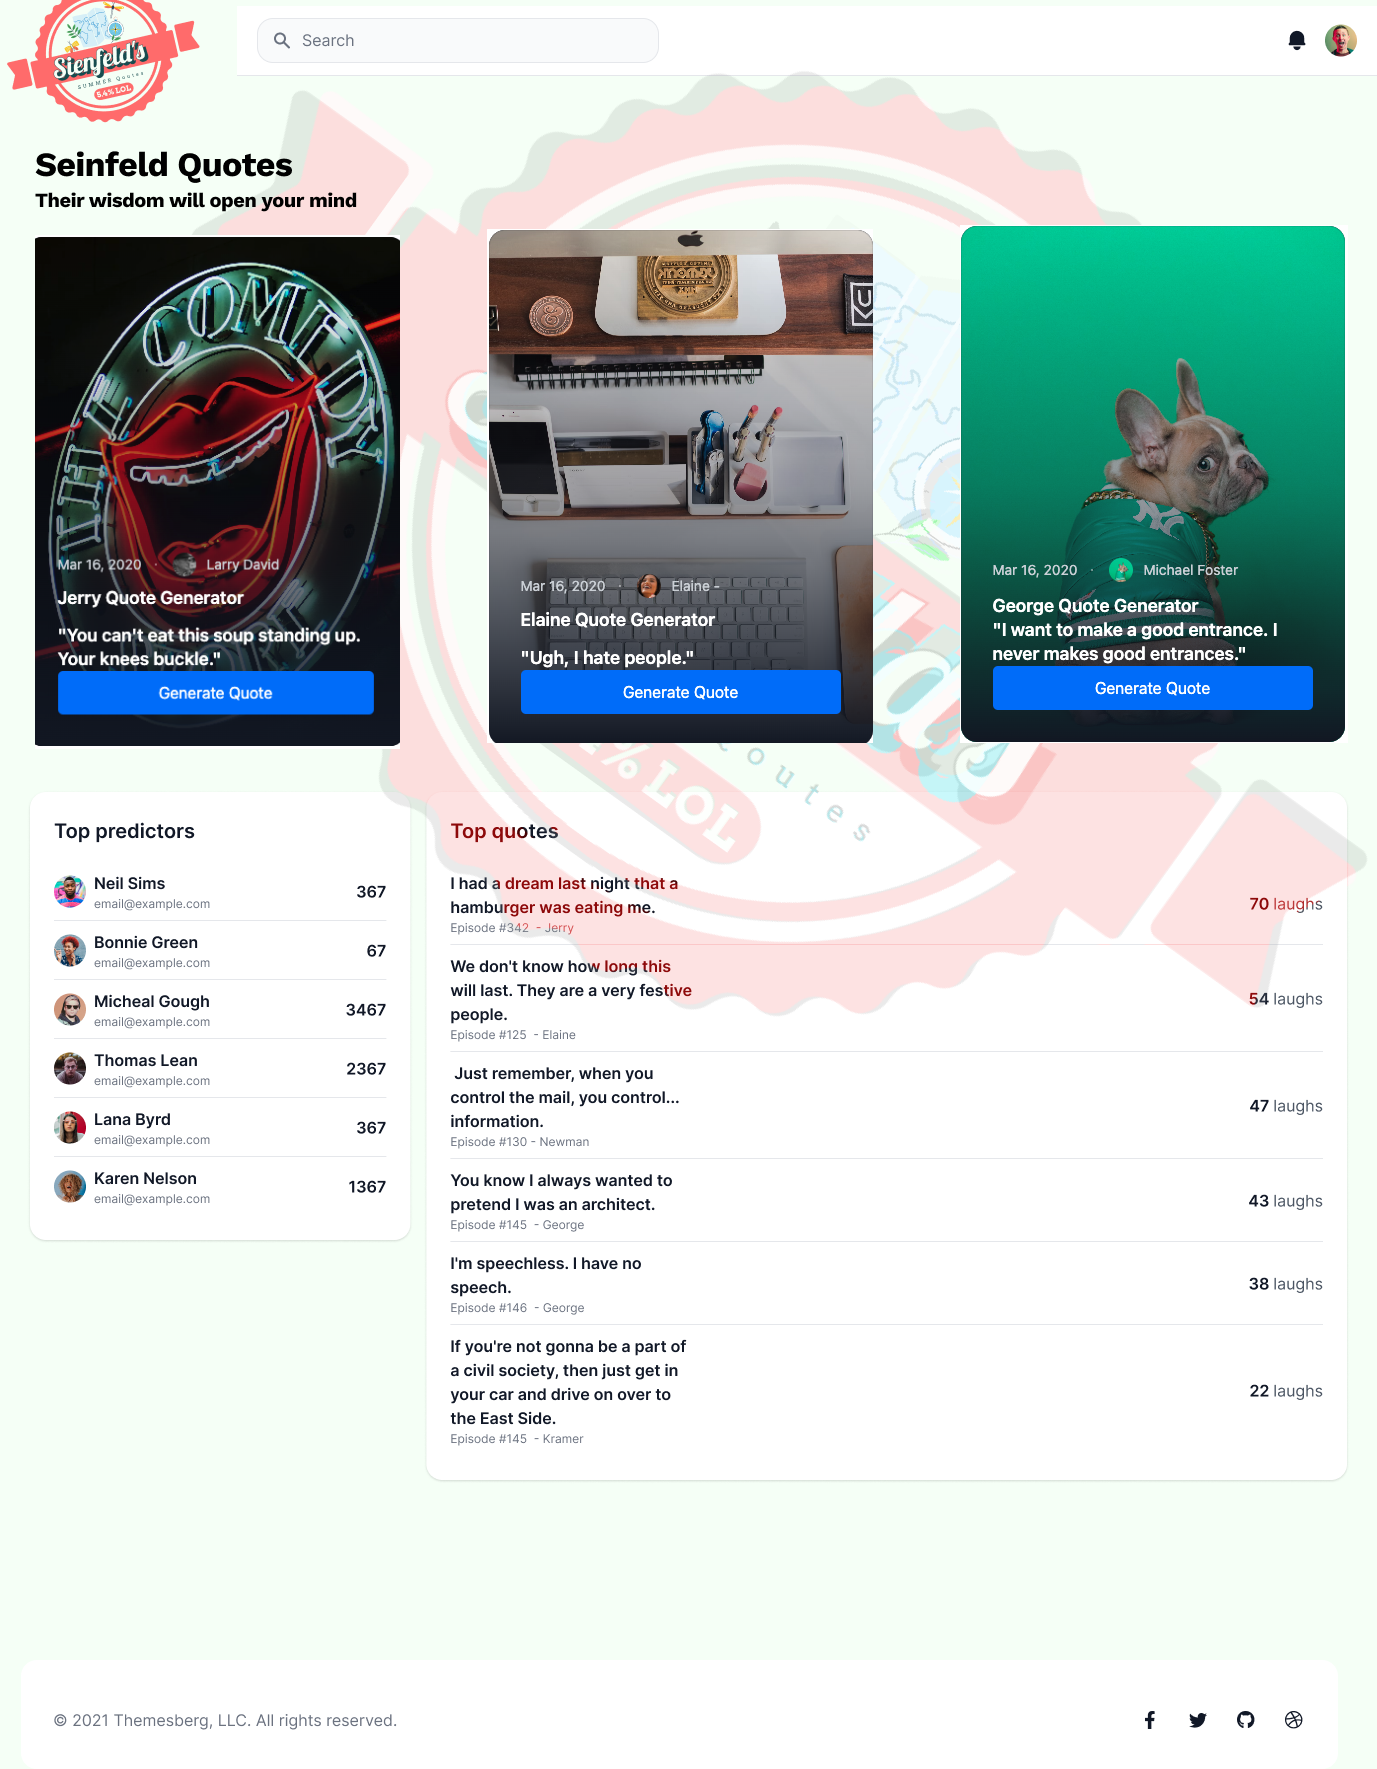 Sienfeld's
SUMMER Quotes
5.4% LOL
Search
Seinfeld Quotes
Their wisdom will open your mind
COMEDY
Mar 16, 2020 · Larry David
Jerry Quote Generator
"You can't eat this soup standing up.
Your knees buckle."
Generate Quote
Mar 16, 2020 · Elaine -
Elaine Quote Generator
"Ugh, I hate people."
Generate Quote
Mar 16, 2020 · Michael Foster
George Quote Generator
"I want to make a good entrance. I
never makes good entrances."
Generate Quote
% LOL
Top predictors
Neil Sims
email@example.com
367
Bonnie Green
email@example.com
67
Micheal Gough
email@example.com
3467
Thomas Lean
email@example.com
2367
Lana Byrd
email@example.com
367
Karen Nelson
email@example.com
1367
Top quotes
I had a dream last night that a
hamburger was eating me.
Episode #342 - Jerry
70 laughs
We don't know how long this
will last. They are a very festive
people.
Episode #125 - Elaine
54 laughs
Just remember, when you
control the mail, you control...
information.
Episode #130 - Newman
47 laughs
You know I always wanted to
pretend I was an architect.
Episode #145 - George
43 laughs
I'm speechless. I have no
speech.
Episode #146 - George
38 laughs
If you're not gonna be a part of
a civil society, then just get in
your car and drive on over to
the East Side.
Episode #145 - Kramer
22 laughs
© 2021 Themesberg, LLC. All rights reserved.